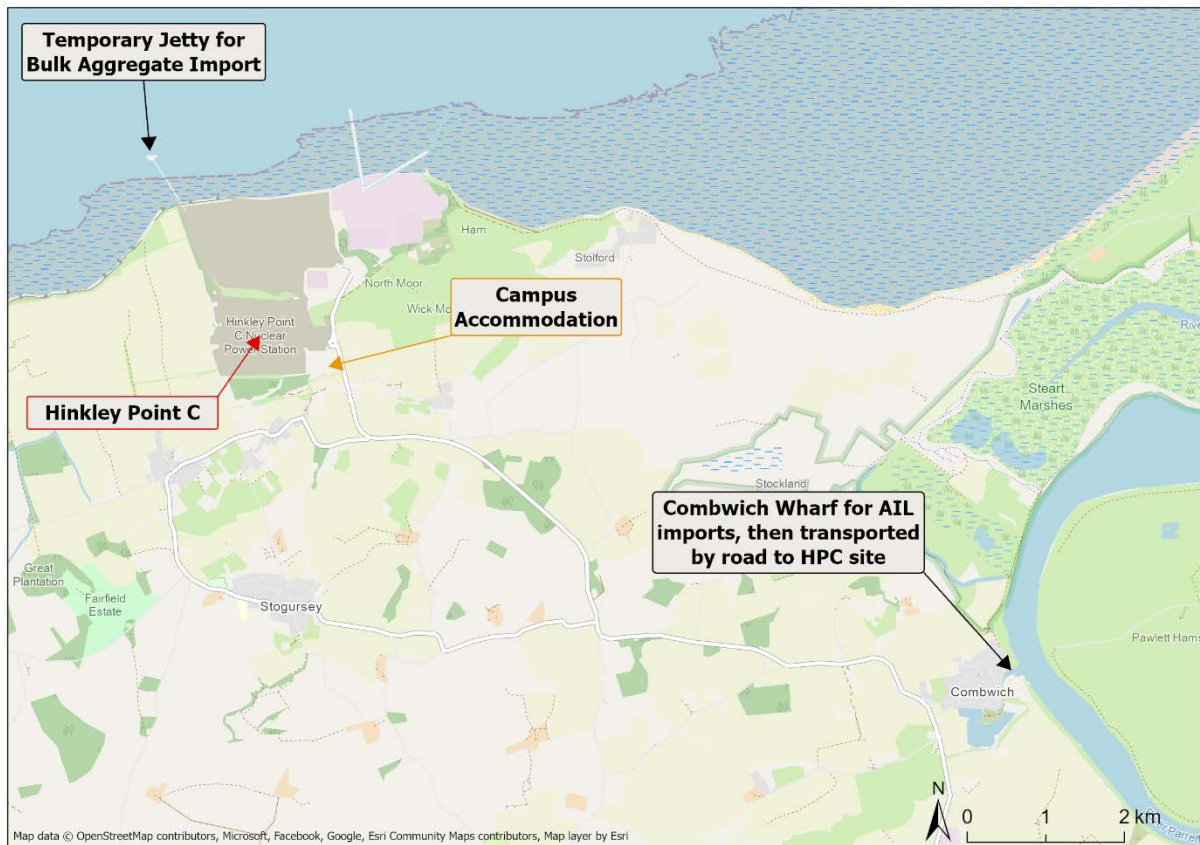 Temporary Jetty for
Bulk Aggregate Import
Ham
Stolford
North Moor
Campus
Accommodation
Hinkley Point
C Nuclear
Power Station
Hinkley Point C
Steart
Marshes
Stockland
Combwich Wharf for AIL
imports, then transported
by road to HPC site
Great
Plantation
Fairfield
Estate
Stogursey
Pawlett Hams
Combwich
N
0 1 2 km
Map data © OpenStreetMap contributors, Microsoft, Facebook, Google, Esri Community Maps contributors, Map layer by Esri